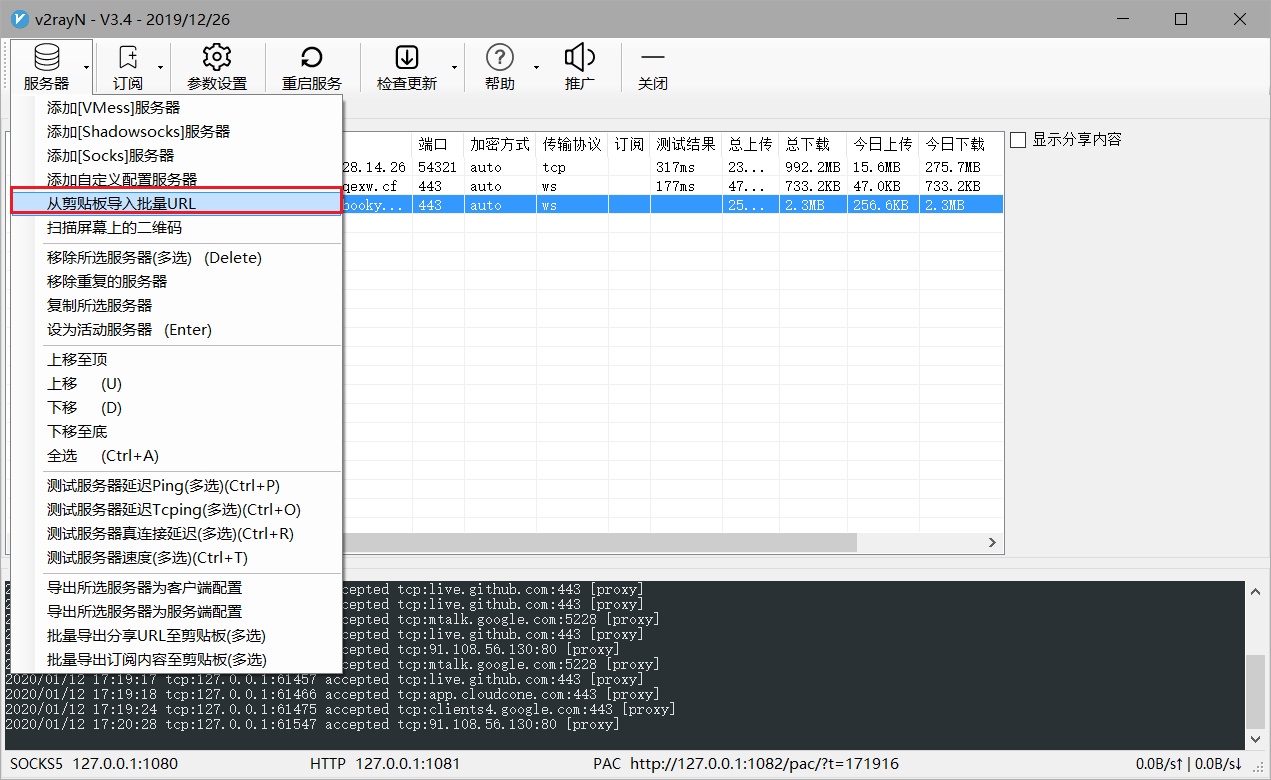 v2rayN - V3.4 - 2019/12/26
服务器 订阅 参数设置 重启服务 检查更新 帮助 推广 关闭
添加[VMess]服务器
添加[Shadowsocks]服务器
添加[Socks]服务器
添加自定义配置服务器
从剪贴板导入批量URL
扫描屏幕上的二维码
移除所选服务器(多选) (Delete)
移除重复的服务器
复制所选服务器
设为活动服务器 (Enter)
上移至顶
上移 (U)
下移 (D)
下移至底
全选 (Ctrl+A)
测试服务器延迟Ping(多选)(Ctrl+P)
测试服务器延迟Tcping(多选)(Ctrl+O)
测试服务器真连接延迟(多选)(Ctrl+R)
测试服务器速度(多选)(Ctrl+T)
导出所选服务器为客户端配置
导出所选服务器为服务端配置
批量导出分享URL至剪贴板(多选)
批量导出订阅内容至剪贴板(多选)
端口 加密方式 传输协议 订阅 测试结果 总上传 总下载 今日上传 今日下载
28.14.26 54321 auto tcp 317ms 23... 992.2MB 15.6MB 275.7MB
qexw.cf 443 auto ws 177ms 47... 733.2KB 47.0KB 733.2KB
ooky... 443 auto ws 25... 2.3MB 256.6KB 2.3MB
显示分享内容
cepted tcp:live.github.com:443 [proxy]
cepted tcp:live.github.com:443 [proxy]
cepted tcp:mtalk.google.com:5228 [proxy]
cepted tcp:live.github.com:443 [proxy]
cepted tcp:91.108.56.130:80 [proxy]
cepted tcp:mtalk.google.com:5228 [proxy]
2020/01/12 17:19:17 tcp:127.0.0.1:61457 accepted tcp:live.github.com:443 [proxy]
2020/01/12 17:19:18 tcp:127.0.0.1:61466 accepted tcp:app.cloudcone.com:443 [proxy]
2020/01/12 17:19:24 tcp:127.0.0.1:61475 accepted tcp:clients4.google.com:443 [proxy]
2020/01/12 17:20:28 tcp:127.0.0.1:61547 accepted tcp:91.108.56.130:80 [proxy]
SOCKS5 127.0.0.1:1080 HTTP 127.0.0.1:1081 PAC http://127.0.0.1:1082/pac/?t=171916 0.0B/s↑ | 0.0B/s↓